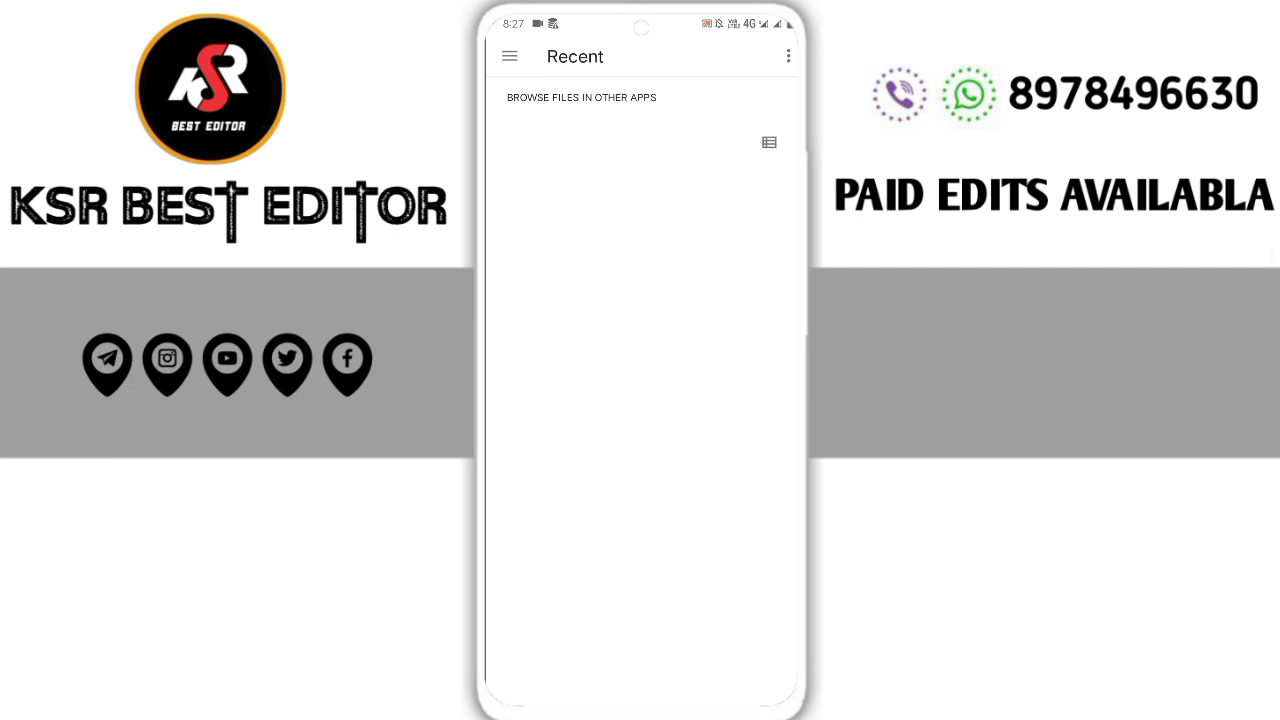 KSR
BEST EDITOR
KSR BEST EDITOR
8:27
4G
Recent
BROWSE FILES IN OTHER APPS
8978496630
PAID EDITS AVAILABLA